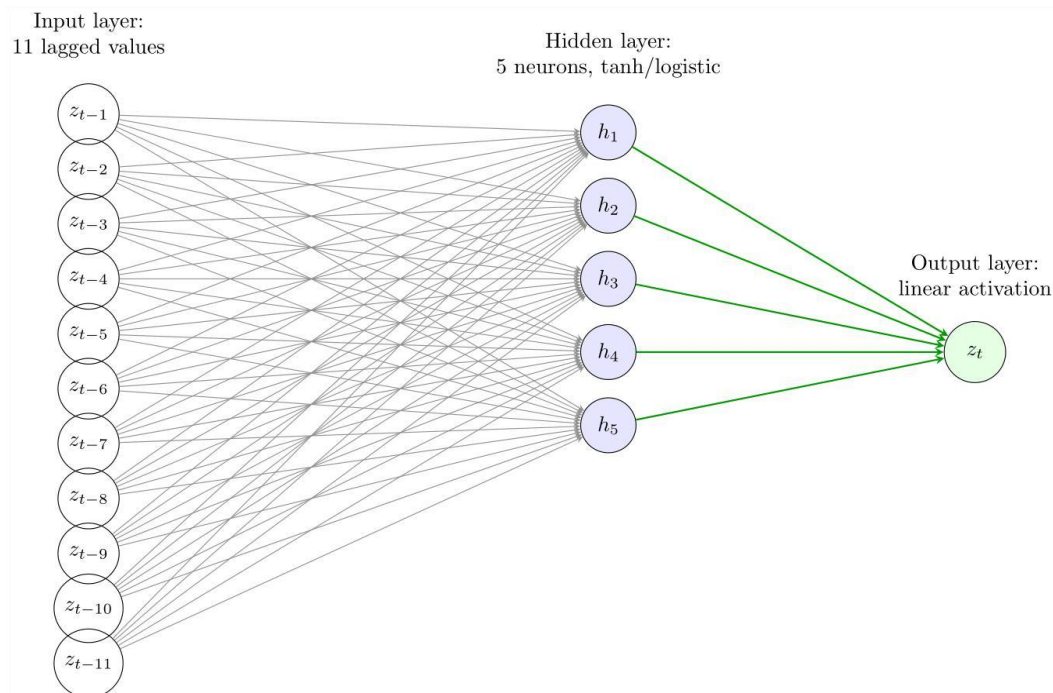 Input layer:
11 lagged values
Hidden layer:
5 neurons, tanh/logistic
Output layer:
linear activation
z_{t−1}
z_{t−2}
z_{t−3}
z_{t−4}
z_{t−5}
z_{t−6}
z_{t−7}
z_{t−8}
z_{t−9}
z_{t−10}
z_{t−11}
h_1
h_2
h_3
h_4
h_5
z_t